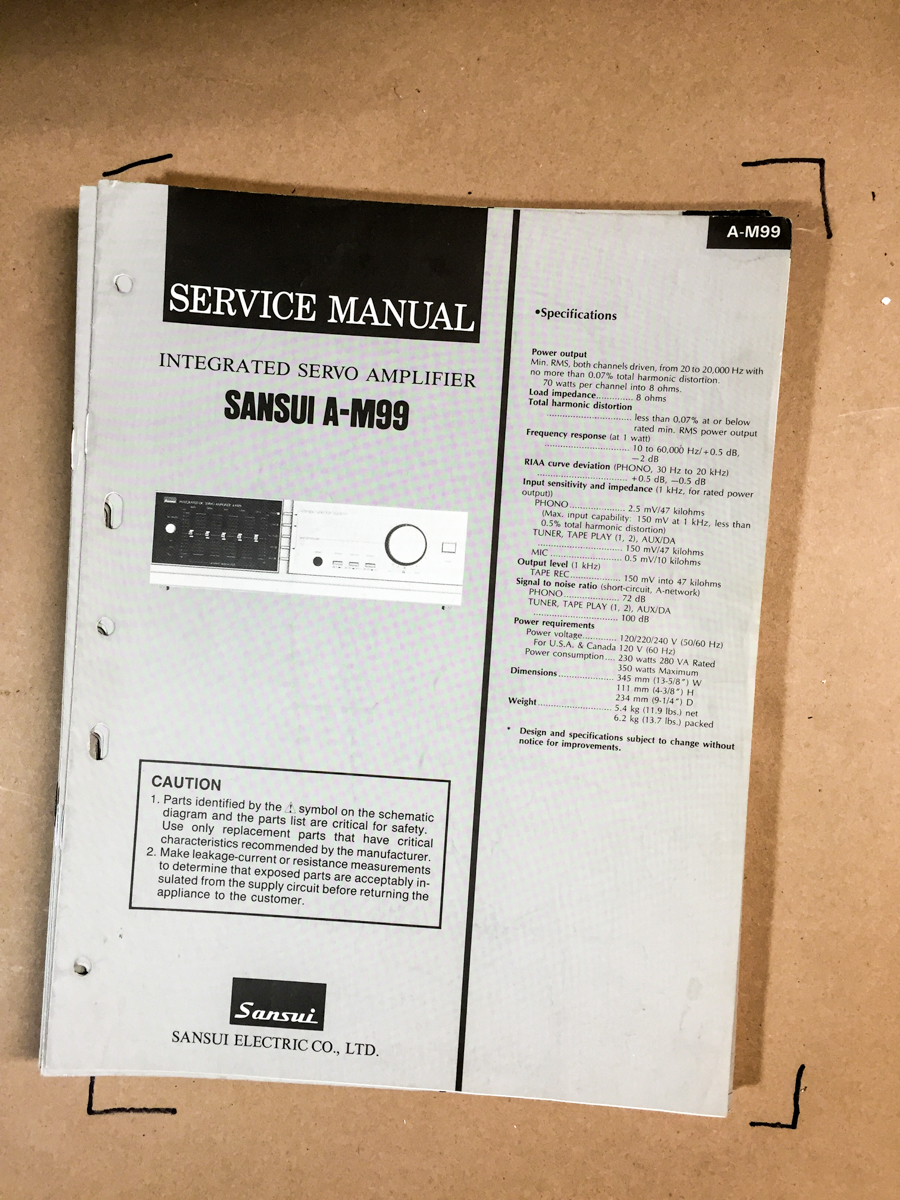 SERVICE MANUAL
INTEGRATED SERVO AMPLIFIER
SANSUI A-M99
CAUTION
1. Parts identified by the ! symbol on the schematic
diagram and the parts list are critical for safety.
Use only replacement parts that have critical
characteristics recommended by the manufacturer.
2. Make leakage-current or resistance measurements
to determine that exposed parts are acceptably in-
sulated from the supply circuit before returning the
appliance to the customer.
Sansui
SANSUI ELECTRIC CO., LTD.
A-M99
•Specifications
Power output
Min. RMS, both channels driven, from 20 to 20,000 Hz with
no more than 0.07% total harmonic distortion.
70 watts per channel into 8 ohms.
Load impedance.............. 8 ohms
Total harmonic distortion
.............................. less than 0.07% at or below
rated min. RMS power output
Frequency response (at 1 watt)
.............................. 10 to 60,000 Hz/+0.5 dB,
−2 dB
RIAA curve deviation (PHONO, 30 Hz to 20 kHz)
.............................. +0.5 dB, −0.5 dB
Input sensitivity and impedance (1 kHz, for rated power
output))
PHONO.................... 2.5 mV/47 kilohms
(Max. input capability: 150 mV at 1 kHz, less than
0.5% total harmonic distortion)
TUNER, TAPE PLAY (1, 2), AUX/DA
.............................. 150 mV/47 kilohms
MIC.......................... 0.5 mV/10 kilohms
Output level (1 kHz)
TAPE REC.................. 150 mV into 47 kilohms
Signal to noise ratio (short-circuit, A-network)
PHONO.................... 72 dB
TUNER, TAPE PLAY (1, 2), AUX/DA
.............................. 100 dB
Power requirements
Power voltage............ 120/220/240 V (50/60 Hz)
For U.S.A. & Canada 120 V (60 Hz)
Power consumption.... 230 watts 280 VA Rated
350 watts Maximum
Dimensions.................... 345 mm (13-5/8″) W
111 mm (4-3/8″) H
234 mm (9-1/4″) D
Weight.......................... 5.4 kg (11.9 lbs.) net
6.2 kg (13.7 lbs.) packed
* Design and specifications subject to change without
notice for improvements.